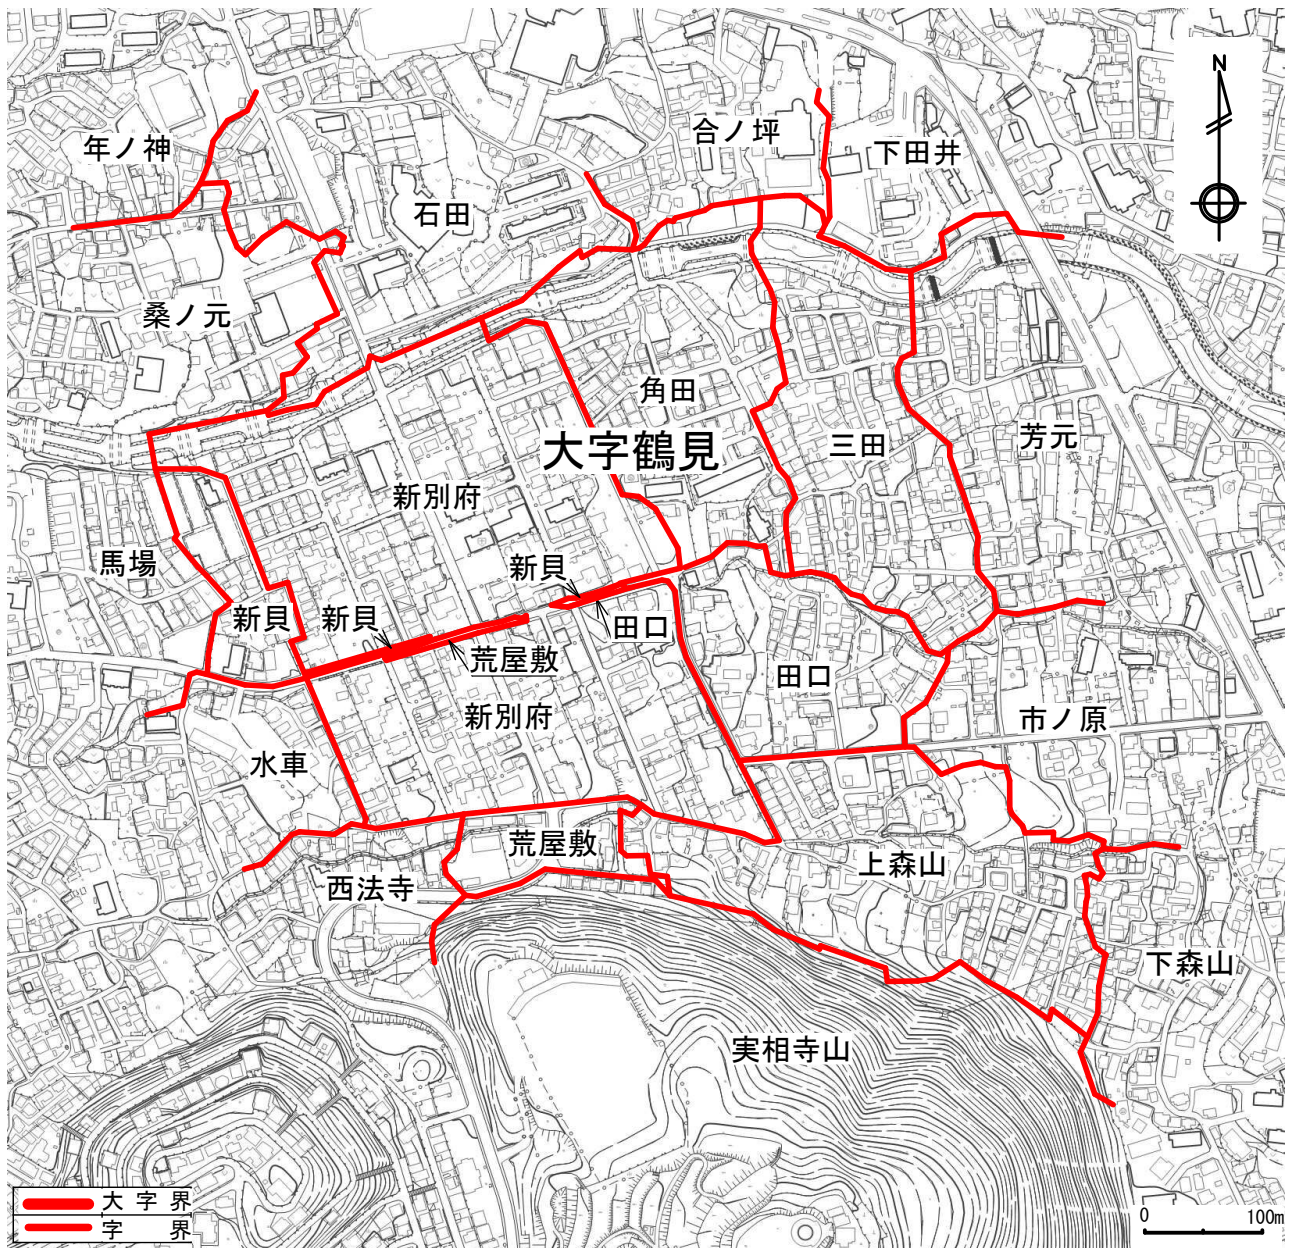 N
年ノ神
合ノ坪
下田井
石田
桑ノ元
角田
大字鶴見
三田
芳元
新別府
馬場
新貝
新貝
新貝
田口
荒屋敷
田口
新別府
市ノ原
水車
荒屋敷
上森山
西法寺
下森山
実相寺山
大字界
字界
0 100m